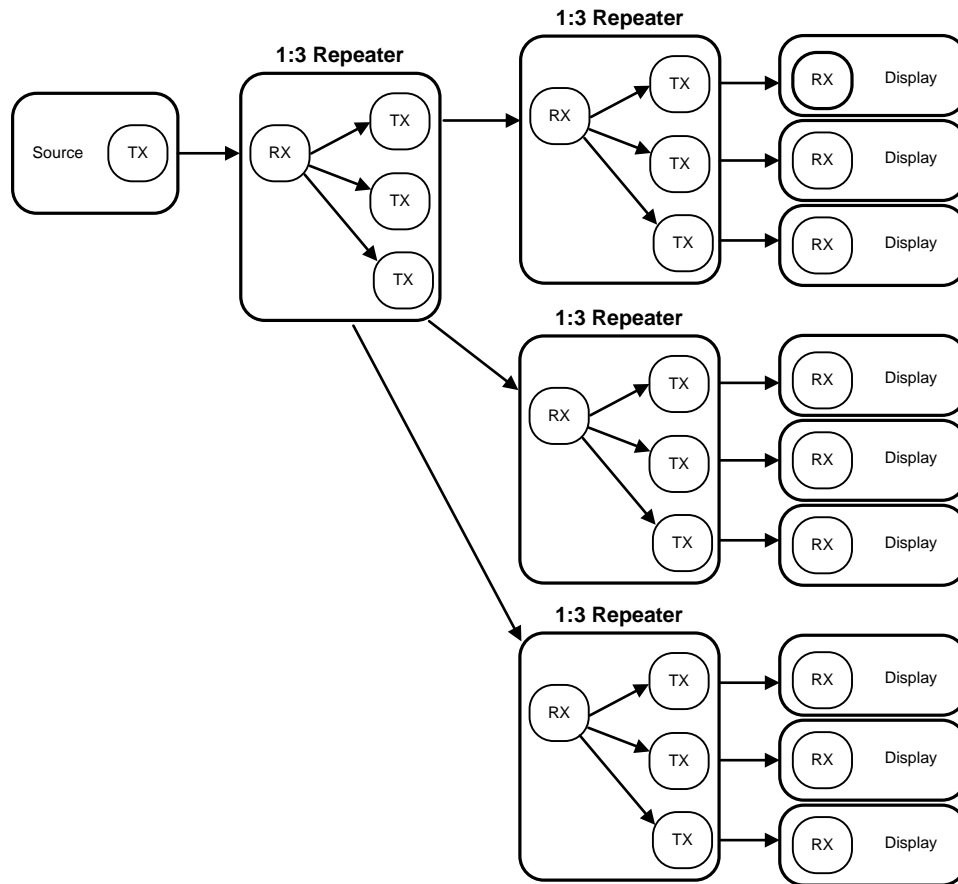 1:3 Repeater
Source
TX
RX
TX
TX
TX
1:3 Repeater
RX
TX
TX
TX
RX
Display
RX
Display
RX
Display
1:3 Repeater
RX
TX
TX
TX
RX
Display
RX
Display
RX
Display
1:3 Repeater
RX
TX
TX
TX
RX
Display
RX
Display
RX
Display